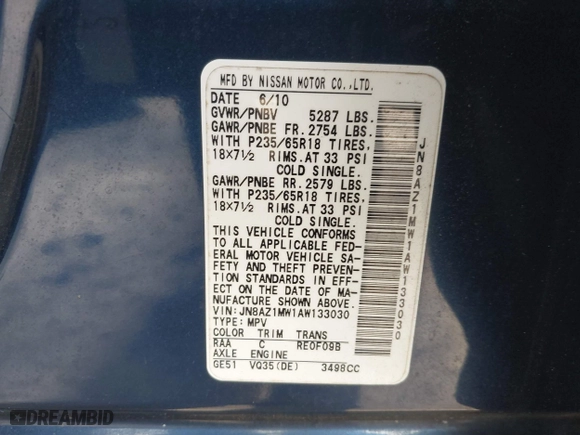 MFD BY NISSAN MOTOR CO.,LTD.
DATE 6/10
GVWR/PNBV 5287 LBS.
GAWR/PNBE FR. 2754 LBS.
WITH P235/65R18 TIRES.
18×7½ RIMS. AT 33 PSI
COLD SINGLE.
GAWR/PNBE RR. 2579 LBS.
WITH P235/65R18 TIRES.
18×7½ RIMS. AT 33 PSI
COLD SINGLE.
THIS VEHICLE CONFORMS
TO ALL APPLICABLE FED-
ERAL MOTOR VEHICLE SA-
FETY AND THEFT PREVEN-
TION STANDARDS IN EFF-
ECT ON THE DATE OF MA-
NUFACTURE SHOWN ABOVE.
VIN:JN8AZ1MW1AW133030
TYPE: MPV
COLOR TRIM TRANS
RAA C RE0F09B
AXLE ENGINE
GE51 VQ35(DE) 3498CC
JN8AZ1MW1AW133030
DREAMBID